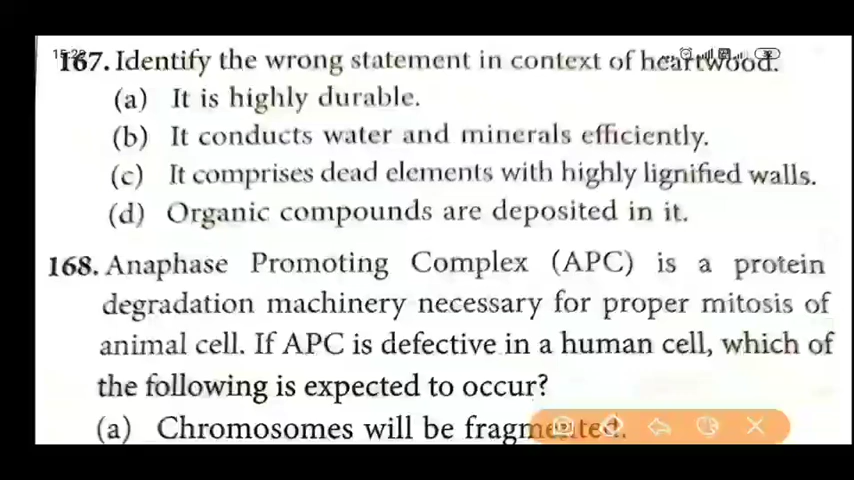 15:29
167. Identify the wrong statement in context of heartwood.
(a) It is highly durable.
(b) It conducts water and minerals efficiently.
(c) It comprises dead elements with highly lignified walls.
(d) Organic compounds are deposited in it.
168. Anaphase Promoting Complex (APC) is a protein
degradation machinery necessary for proper mitosis of
animal cell. If APC is defective in a human cell, which of
the following is expected to occur?
(a) Chromosomes will be fragmented.